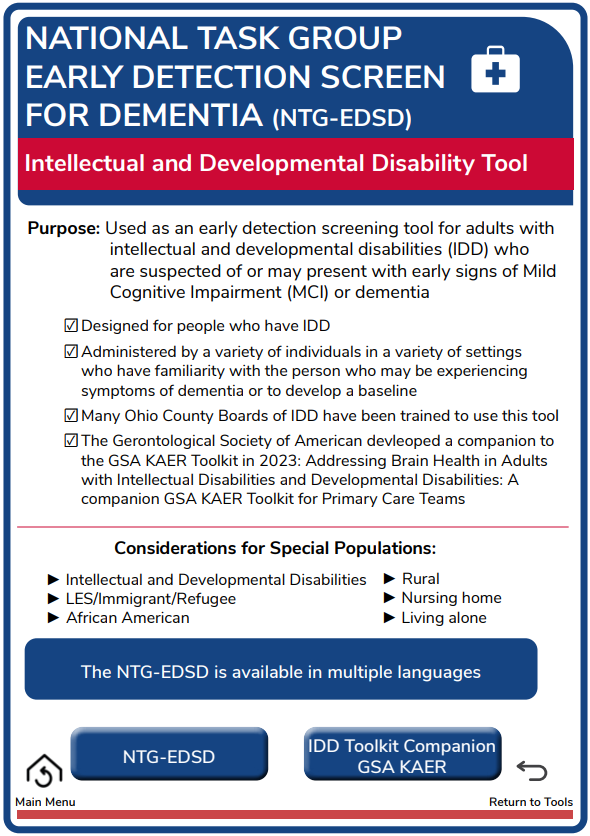 NATIONAL TASK GROUP
EARLY DETECTION SCREEN
FOR DEMENTIA (NTG-EDSD)
Intellectual and Developmental Disability Tool
Purpose: Used as an early detection screening tool for adults with
intellectual and developmental disabilities (IDD) who
are suspected of or may present with early signs of Mild
Cognitive Impairment (MCI) or dementia
☑ Designed for people who have IDD
☑ Administered by a variety of individuals in a variety of settings
who have familiarity with the person who may be experiencing
symptoms of dementia or to develop a baseline
☑ Many Ohio County Boards of IDD have been trained to use this tool
☑ The Gerontological Society of American devleoped a companion to
the GSA KAER Toolkit in 2023: Addressing Brain Health in Adults
with Intellectual Disabilities and Developmental Disabilities: A
companion GSA KAER Toolkit for Primary Care Teams
Considerations for Special Populations:
► Intellectual and Developmental Disabilities
► LES/Immigrant/Refugee
► African American
► Rural
► Nursing home
► Living alone
The NTG-EDSD is available in multiple languages
NTG-EDSD
IDD Toolkit Companion
GSA KAER
Main Menu
Return to Tools